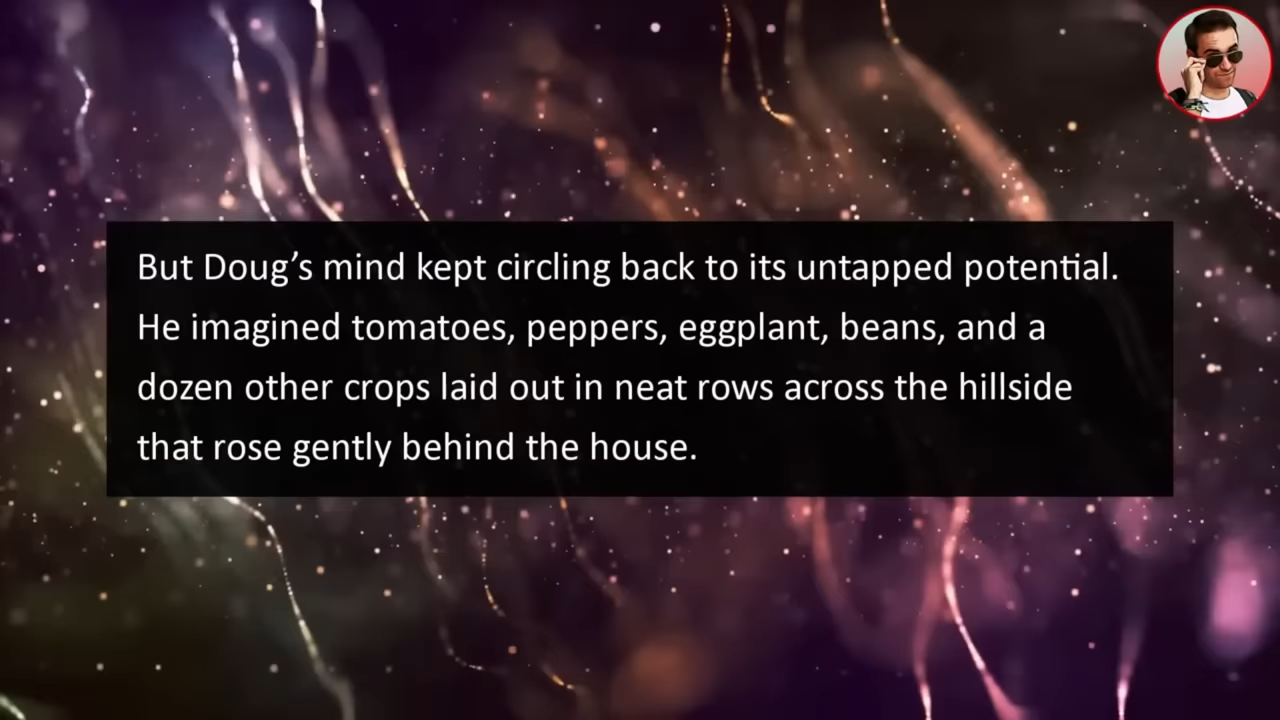 But Doug’s mind kept circling back to its untapped potential.
He imagined tomatoes, peppers, eggplant, beans, and a
dozen other crops laid out in neat rows across the hillside
that rose gently behind the house.